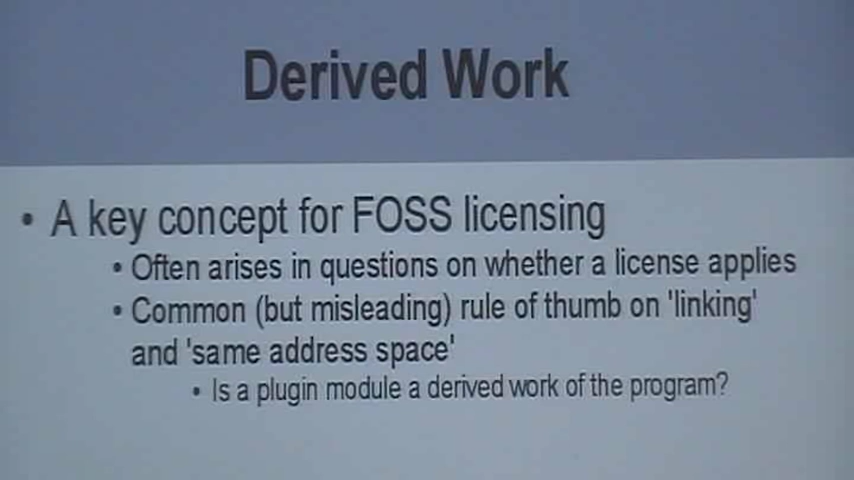 Derived Work
• A key concept for FOSS licensing
• Often arises in questions on whether a license applies
• Common (but misleading) rule of thumb on 'linking'
and 'same address space'
• Is a plugin module a derived work of the program?